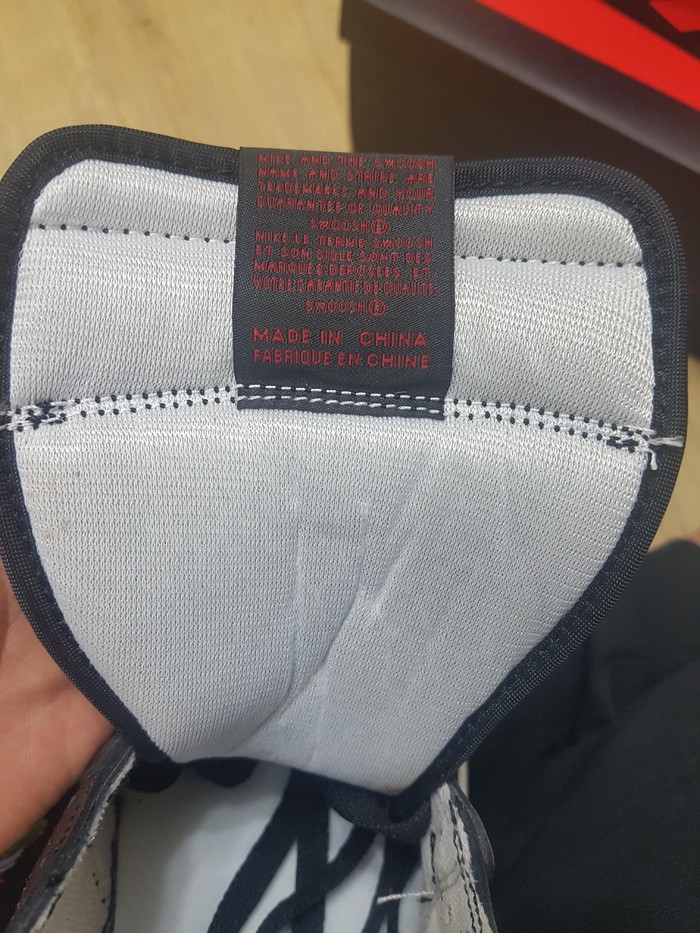 NIKE AND THE SWOOSH
NAME AND STRIPE ARE
TRADEMARKS AND YOUR
GUARANTEE OF QUALITY
SWOOSH®
NIKE.LE TERME SWOOSH
ET SON SIGLE SONT DES
MARQUES DEPOSEES. ET
VOTRE GARANTIE DE QUALITE.
SWOOSH®
MADE IN CHINA
FABRIQUE EN CHINE